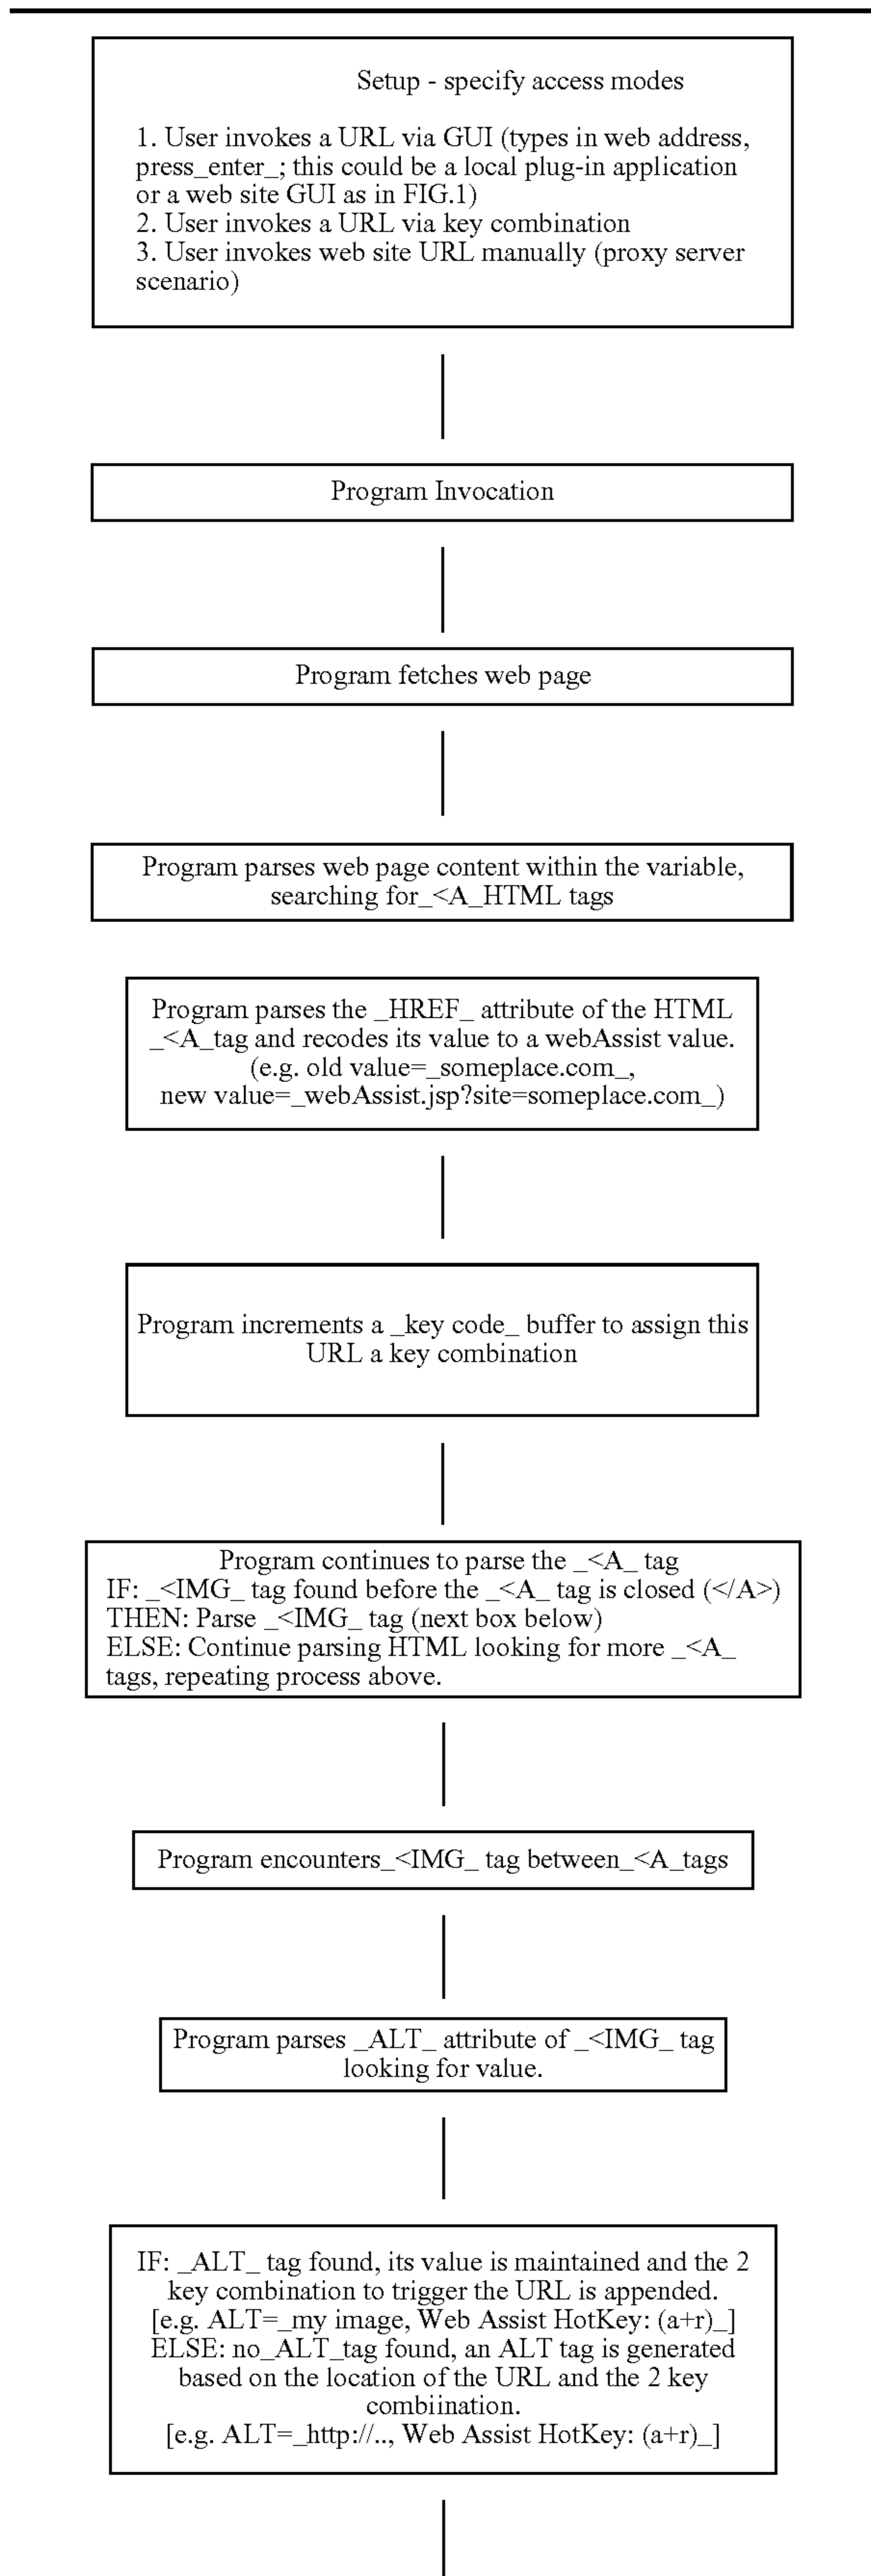 Setup - specify access modes
1. User invokes a URL via GUI (types in web address,
press_enter_; this could be a local plug-in application
or a web site GUI as in FIG.1)
2. User invokes a URL via key combination
3. User invokes web site URL manually (proxy server
scenario)
Program Invocation
Program fetches web page
Program parses web page content within the variable,
searching for_<A_HTML tags
Program parses the _HREF_ attribute of the HTML
_<A_tag and recodes its value to a webAssist value.
(e.g. old value=_someplace.com_,
new value=_webAssist.jsp?site=someplace.com_)
Program increments a _key code_ buffer to assign this
URL a key combination
Program continues to parse the _<A_ tag
IF: _<IMG_ tag found before the _<A_ tag is closed (</A>)
THEN: Parse _<IMG_ tag (next box below)
ELSE: Continue parsing HTML looking for more _<A_
tags, repeating process above.
Program encounters_<IMG_ tag between_<A_tags
Program parses _ALT_ attribute of _<IMG_ tag
looking for value.
IF: _ALT_ tag found, its value is maintained and the 2
key combination to trigger the URL is appended.
[e.g. ALT=_my image, Web Assist HotKey: (a+r)_]
ELSE: no_ALT_tag found, an ALT tag is generated
based on the location of the URL and the 2 key
combiination.
[e.g. ALT=_http://.., Web Assist HotKey: (a+r)_]